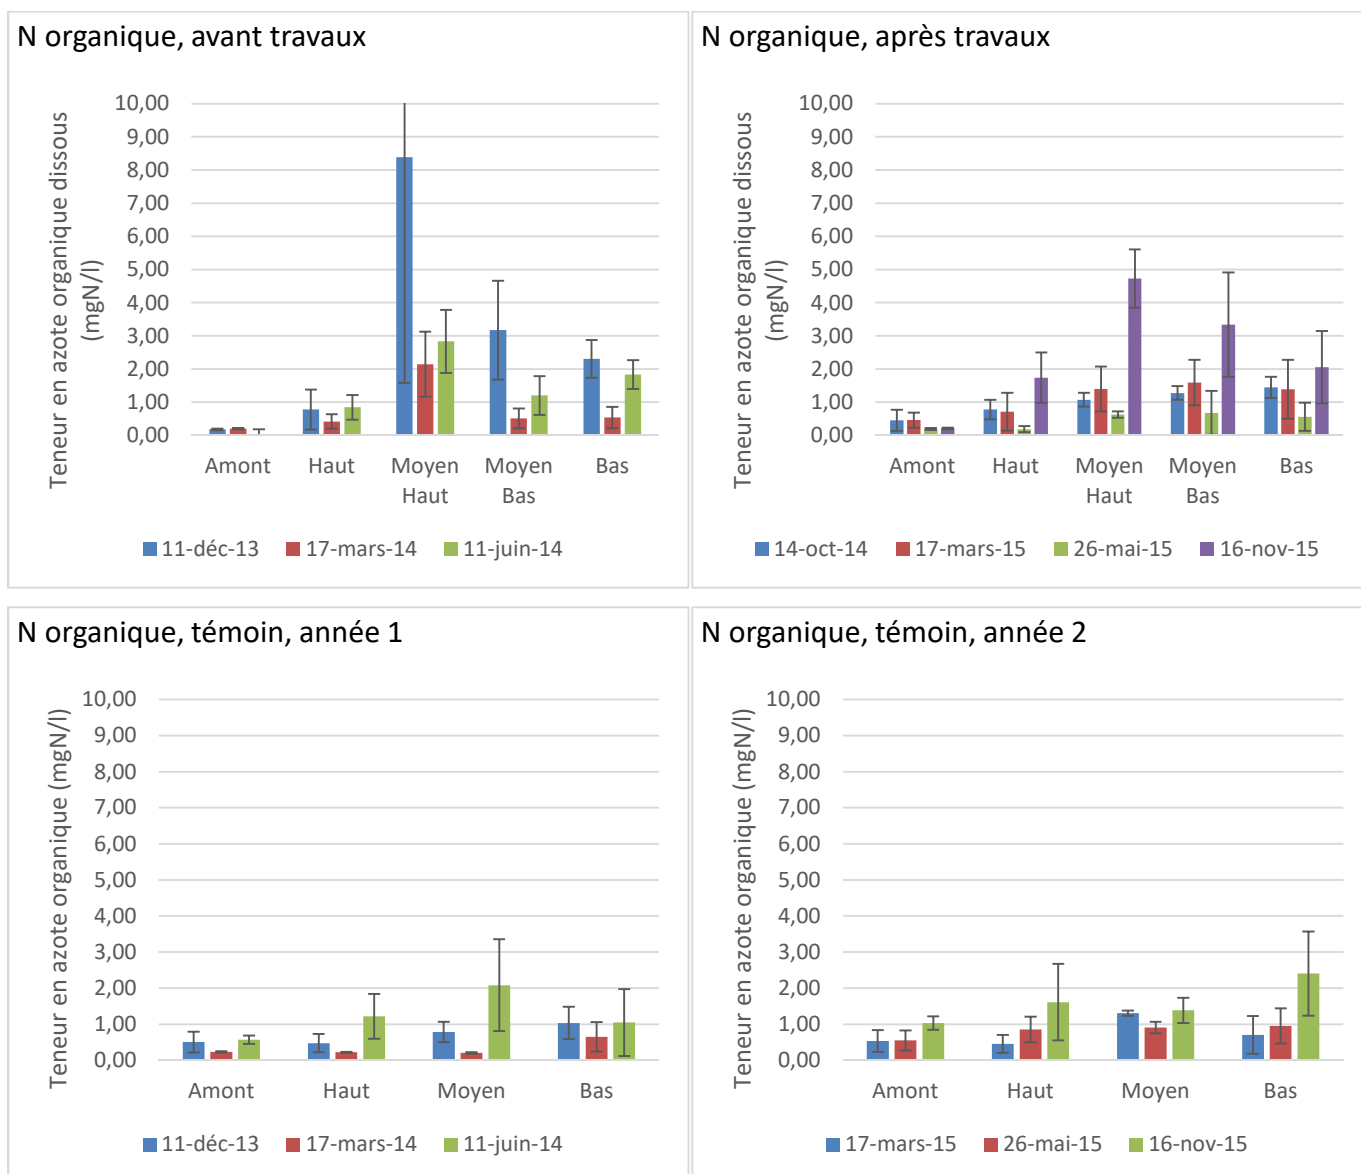 N organique, avant travaux
Teneur en azote organique dissous
(mgN/l)
10,00
9,00
8,00
7,00
6,00
5,00
4,00
3,00
2,00
1,00
0,00
Amont
Haut
Moyen
Haut
Moyen
Bas
Bas
11-déc-13
17-mars-14
11-juin-14
N organique, après travaux
Teneur en azote organique dissous
(mgN/l)
10,00
9,00
8,00
7,00
6,00
5,00
4,00
3,00
2,00
1,00
0,00
Amont
Haut
Moyen
Haut
Moyen
Bas
Bas
14-oct-14
17-mars-15
26-mai-15
16-nov-15
N organique, témoin, année 1
Teneur en azote organique (mgN/l)
10,00
9,00
8,00
7,00
6,00
5,00
4,00
3,00
2,00
1,00
0,00
Amont
Haut
Moyen
Bas
11-déc-13
17-mars-14
11-juin-14
N organique, témoin, année 2
Teneur en azote organique (mgN/l)
10,00
9,00
8,00
7,00
6,00
5,00
4,00
3,00
2,00
1,00
0,00
Amont
Haut
Moyen
Bas
17-mars-15
26-mai-15
16-nov-15